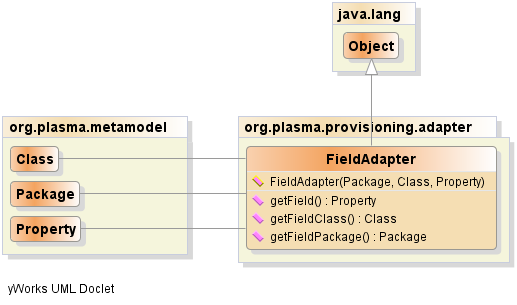 java.lang
Object
org.plasma.metamodel
Class
Package
Property
org.plasma.provisioning.adapter
FieldAdapter
FieldAdapter(Package, Class, Property)
getField() : Property
getFieldClass() : Class
getFieldPackage() : Package
yWorks UML Doclet